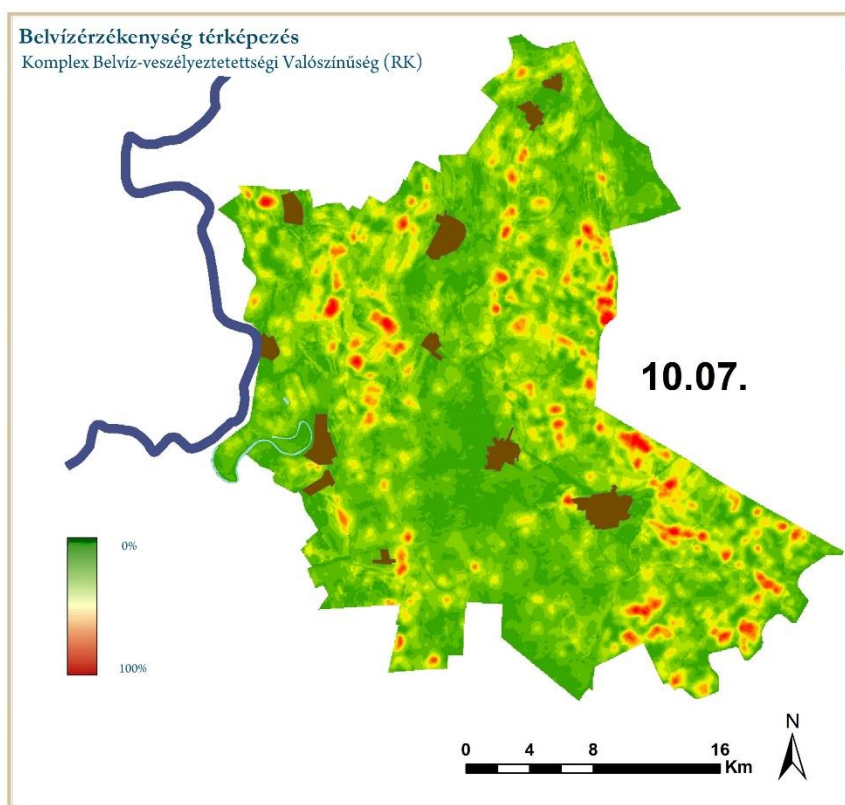 Belvízérzékenység térképezés
Komplex Belvíz-veszélyeztetettségi Valószínűség (RK)
10.07.
0%
100%
N
0 4 8 16
Km